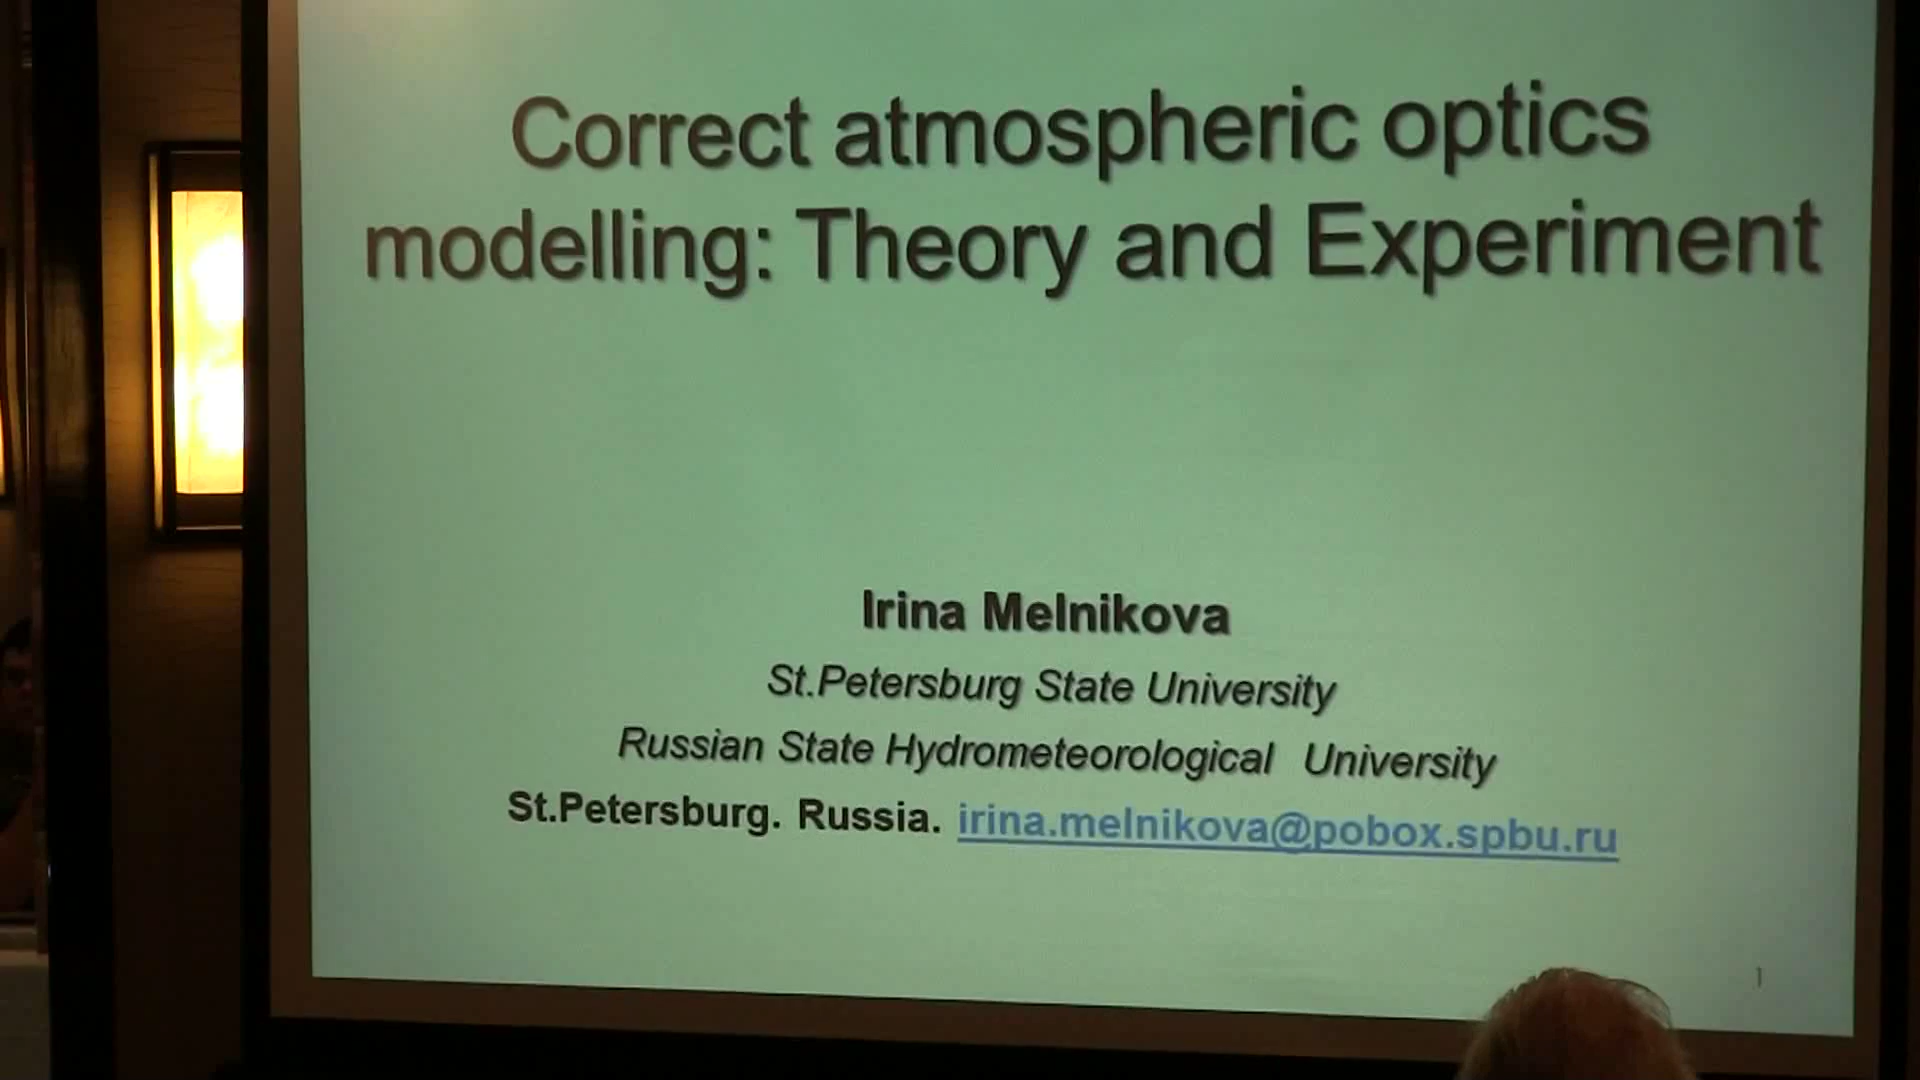 Correct atmospheric optics
modelling: Theory and Experiment
Irina Melnikova
St.Petersburg State University
Russian State Hydrometeorological University
St.Petersburg. Russia. irina.melnikova@pobox.spbu.ru
1